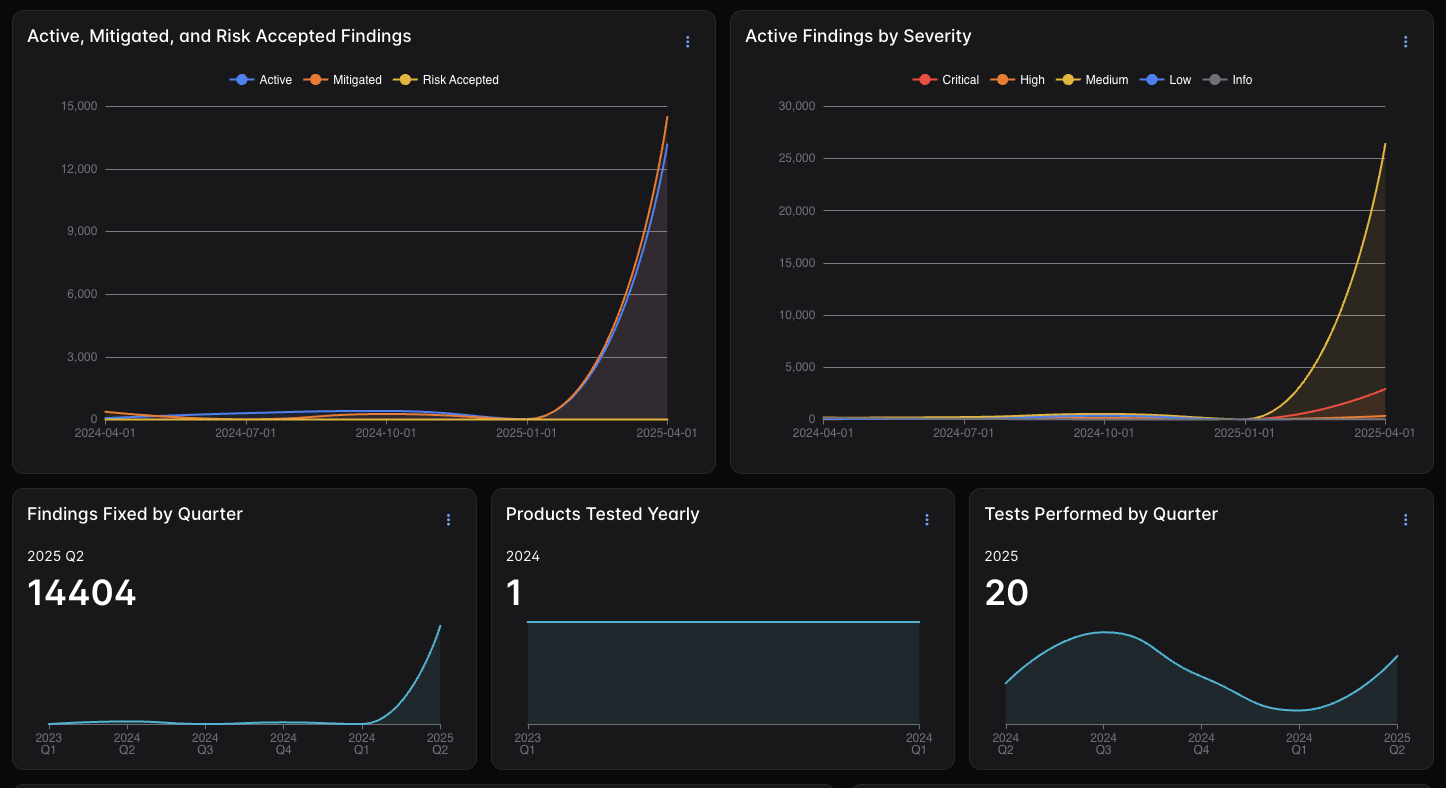 Active, Mitigated, and Risk Accepted Findings
Active Mitigated Risk Accepted
15,000
12,000
9,000
6,000
3,000
0
2024-04-01 2024-07-01 2024-10-01 2025-01-01 2025-04-01
Active Findings by Severity
Critical High Medium Low Info
30,000
25,000
20,000
15,000
10,000
5,000
0
2024-04-01 2024-07-01 2024-10-01 2025-01-01 2025-04-01
Findings Fixed by Quarter
2025 Q2
14404
2023 2024 2024 2024 2024 2025
Q1 Q2 Q3 Q4 Q1 Q2
Products Tested Yearly
2024
1
2023 2024
Q1 Q1
Tests Performed by Quarter
2025
20
2024 2024 2024 2024 2025
Q2 Q3 Q4 Q1 Q2